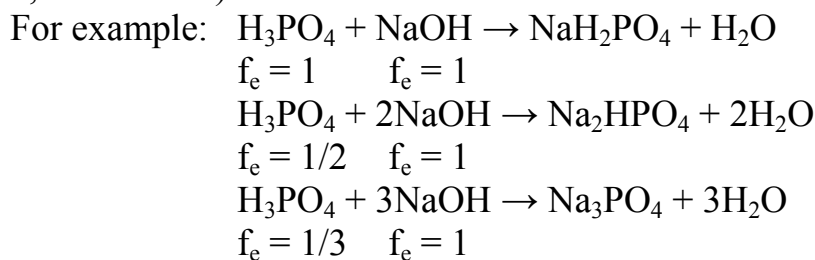 For example: H₃PO₄ + NaOH → NaH₂PO₄ + H₂O
fₑ = 1 fₑ = 1
H₃PO₄ + 2NaOH → Na₂HPO₄ + 2H₂O
fₑ = 1/2 fₑ = 1
H₃PO₄ + 3NaOH → Na₃PO₄ + 3H₂O
fₑ = 1/3 fₑ = 1